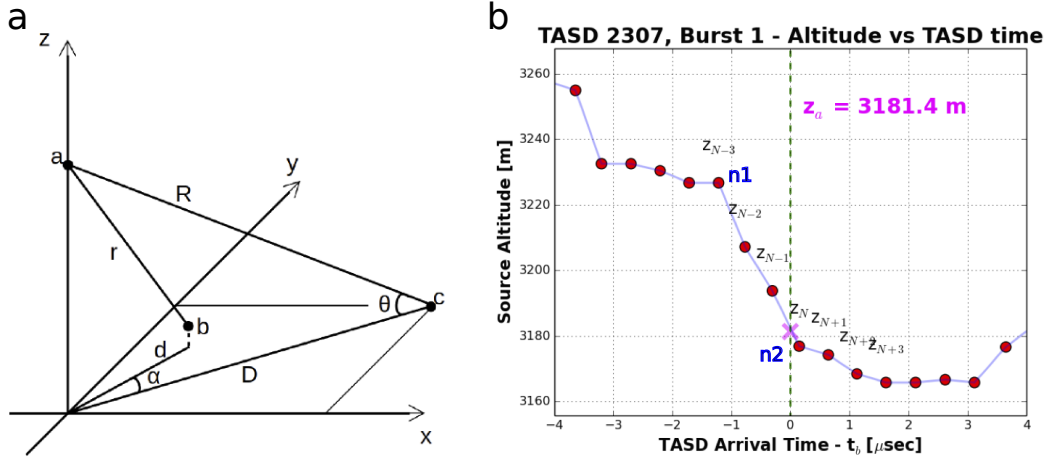 a
z
a
y
R
r
b
θ
c
d
α
D
x
b
TASD 2307, Burst 1 - Altitude vs TASD time
z_a = 3181.4 m
z_{N-3}
n1
z_{N-2}
z_{N-1}
z_N
z_{N+1}
z_{N+2}
z_{N+3}
n2
Source Altitude [m]
3260
3240
3220
3200
3180
3160
−4
−3
−2
−1
0
1
2
3
4
TASD Arrival Time - t_b [μsec]